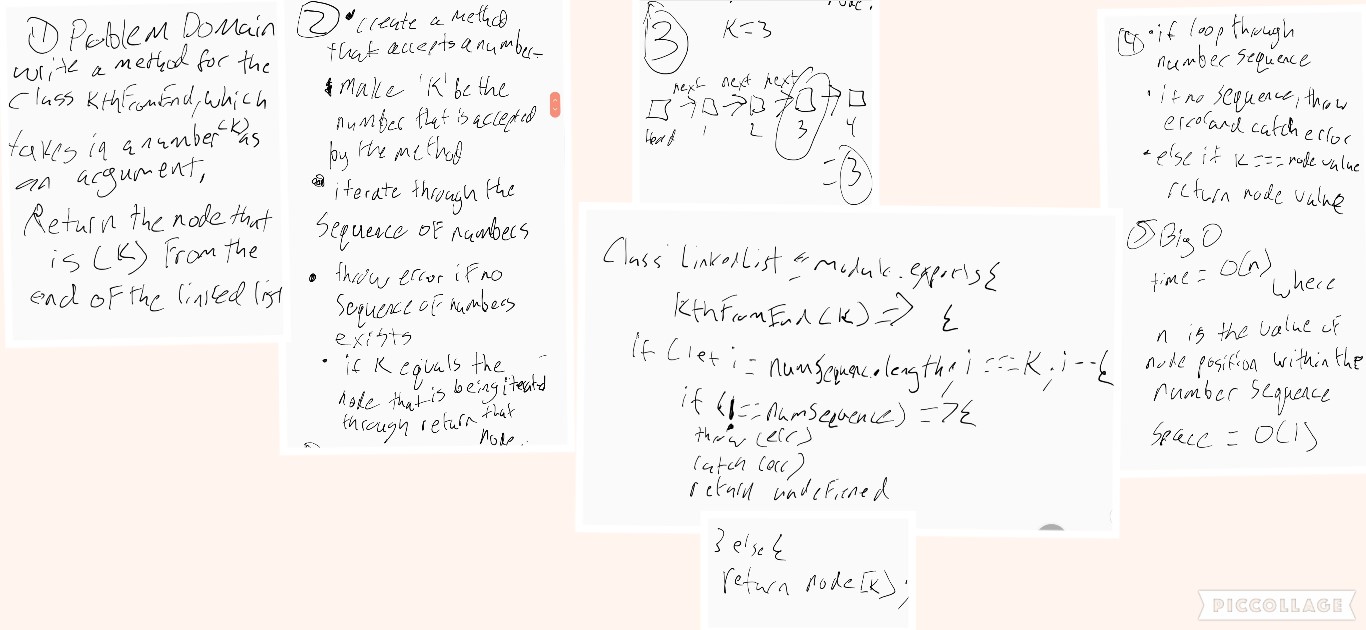 ① Problem Domain
write a method for the
Class KthFromEnd, which
takes in a number (K) as
an argument,
Return the node that
is (K) From the
end of the linked list
② • create a method
that accepts a number
• Make 'K' be the
number that is accepted
by the method
• iterate through the
Sequence of numbers
• throw error if no
Sequence of numbers
exists
• if K equals the
node that is being iterated
through return that
node.
③ K=3
next next next
Head 1 2 3 4
= 3
Class LinkedList = module.exports {
KthFromEnd (K) => {
If (let i = numSequence.length, i === K; i-- {
if (! == numSequence) => {
throw (err)
catch (err)
return undefined
} else {
return node [K];
④ • if loop through
number sequence
• if no sequence, throw
error and catch error
• else if K === node value
return node value
⑤ Big O
time = O(n) where
n is the value of
node position within the
number sequence
Space = O(1)
PICCOLLAGE